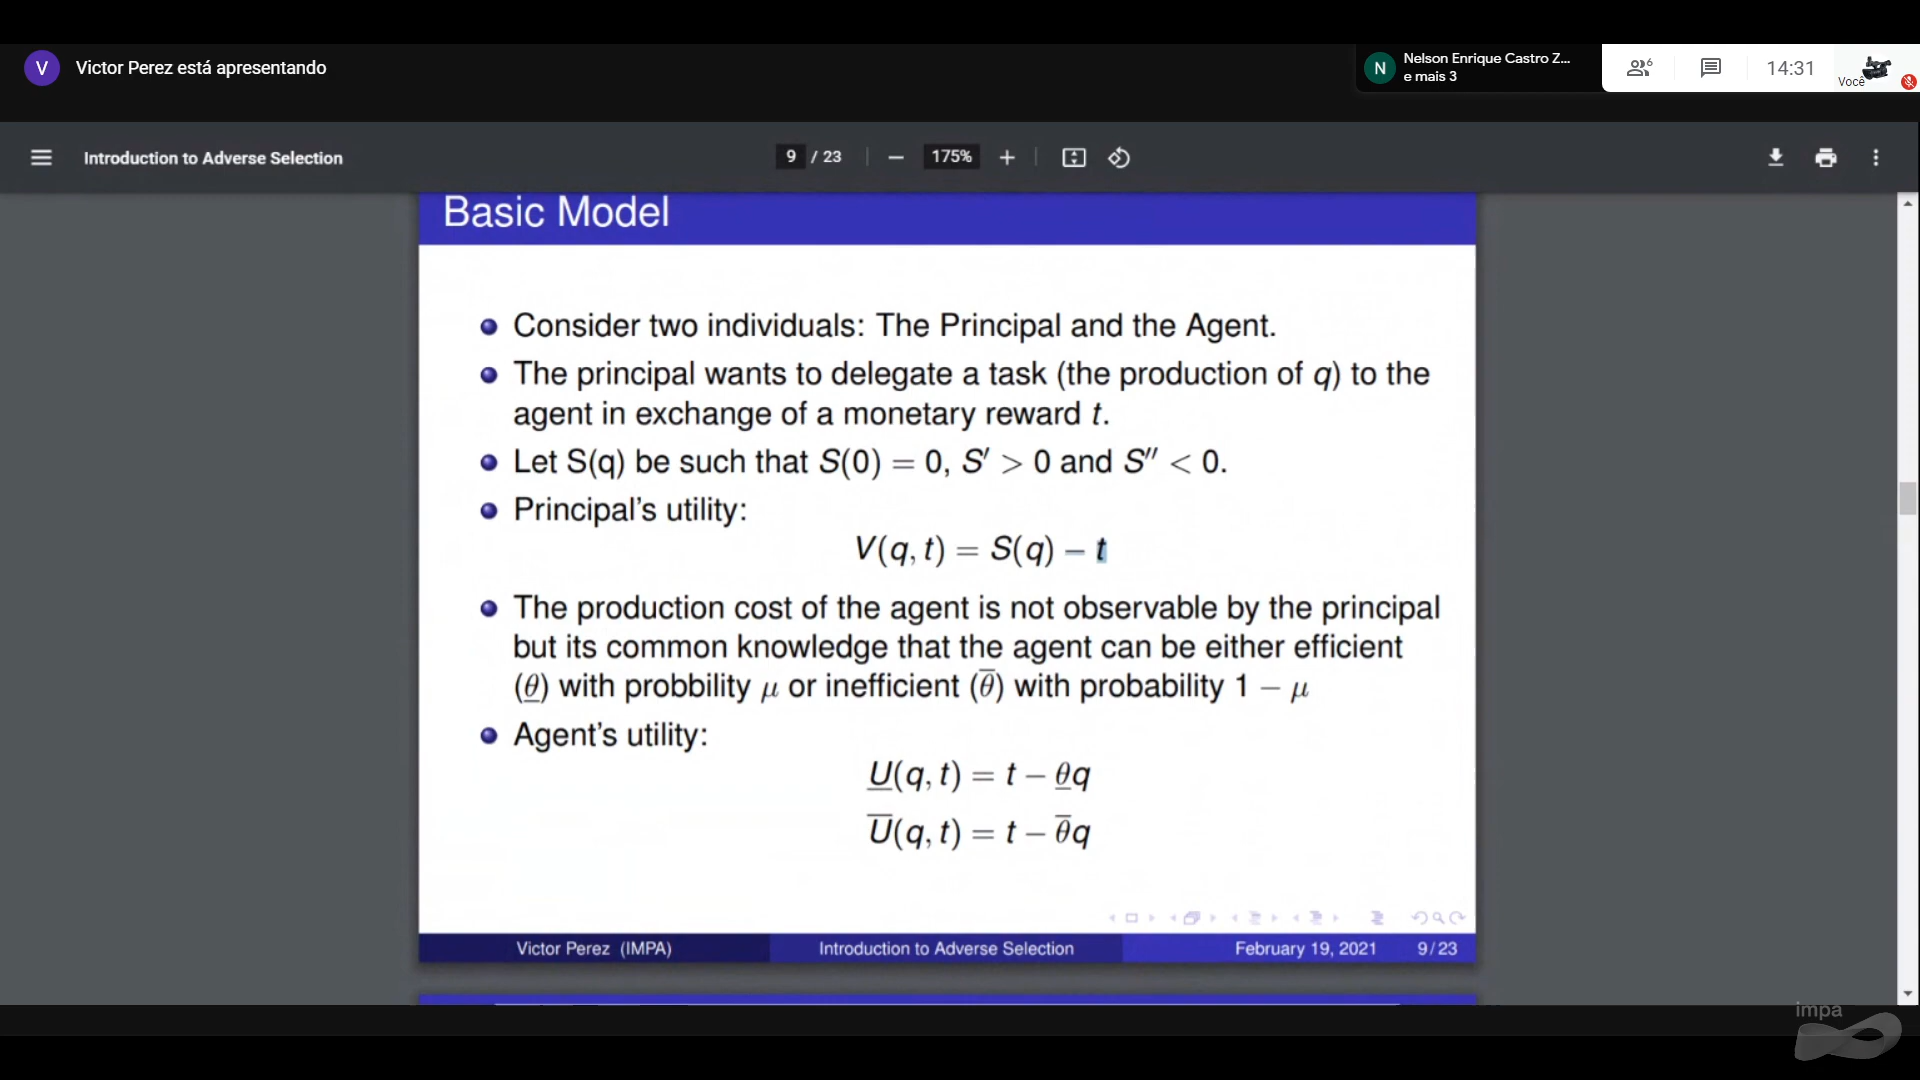 V
Victor Perez está apresentando
N
Nelson Enrique Castro Z...
e mais 3
6
14:31
Você
Introduction to Adverse Selection
9 / 23
175%
Basic Model
Consider two individuals: The Principal and the Agent.
The principal wants to delegate a task (the production of q) to the
agent in exchange of a monetary reward t.
Let S(q) be such that S(0) = 0, S′ > 0 and S″ < 0.
Principal's utility:
V(q, t) = S(q) − t
The production cost of the agent is not observable by the principal
but its common knowledge that the agent can be either efficient
(θ̲) with probbility μ or inefficient (θ̅) with probability 1 − μ
Agent's utility:
U̲(q, t) = t − θ̲q
U̅(q, t) = t − θ̅q
Victor Perez (IMPA)
Introduction to Adverse Selection
February 19, 2021
9 / 23
impa